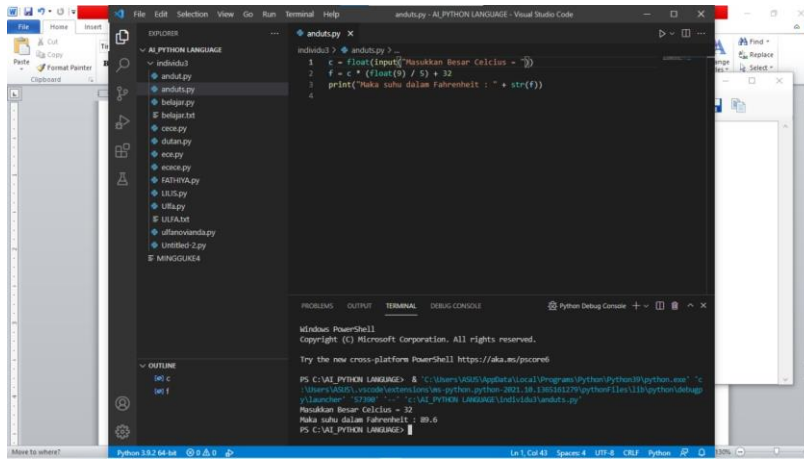 File Edit Selection View Go Run Terminal Help
anduts.py - AI_PYTHON LANGUAGE - Visual Studio Code
File Home Insert
Cut
Copy
Paste
Format Painter
Clipboard
Find
Replace
Select
EXPLORER
AI_PYTHON LANGUAGE
individu3
andut.py
anduts.py
belajar.py
belajar.txt
cece.py
dutan.py
ece.py
ecece.py
FATHIYA.py
LILIS.py
Ulfa.py
ULFA.txt
ulfanovianda.py
Untitled-2.py
MINGGUKE4
OUTLINE
c
f
anduts.py
individu3 > anduts.py > ...
1 c = float(input("Masukkan Besar Celcius = "))
2 f = c * (float(9) / 5) + 32
3 print("Maka suhu dalam Fahrenheit : " + str(f))
4
PROBLEMS OUTPUT TERMINAL DEBUG CONSOLE
Python Debug Console
Windows PowerShell
Copyright (C) Microsoft Corporation. All rights reserved.
Try the new cross-platform PowerShell https://aka.ms/pscore6
PS C:\AI_PYTHON LANGUAGE> & 'C:\Users\ASUS\AppData\Local\Programs\Python\Python39\python.exe' 'c
:\Users\ASUS\.vscode\extensions\ms-python.python-2021.10.1365161279\pythonFiles\lib\python\debugp
y\launcher' '57390' '--' 'c:\AI_PYTHON LANGUAGE\individu3\anduts.py'
Masukkan Besar Celcius = 32
Maka suhu dalam Fahrenheit : 89.6
PS C:\AI_PYTHON LANGUAGE>
Move to where?
Python 3.9.2 64-bit 0 0
Ln 1, Col 43 Spaces: 4 UTF-8 CRLF Python
130%